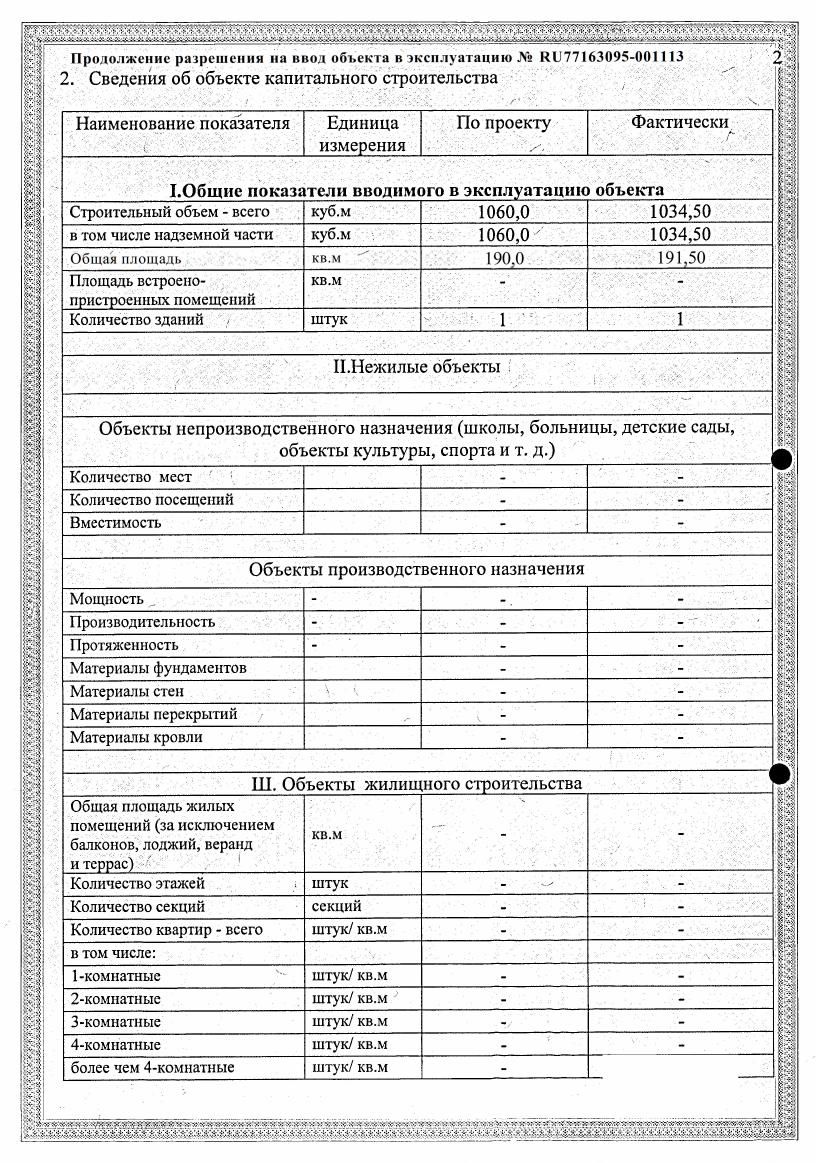 Продолжение разрешения на ввод объекта в эксплуатацию № RU77163095-001113
2
2. Сведения об объекте капитального строительства
Наименование показателя Единица измерения По проекту Фактически
I.Общие показатели вводимого в эксплуатацию объекта
Строительный объем - всего куб.м 1060,0 1034,50
в том числе надземной части куб.м 1060,0 1034,50
Общая площадь кв.м 190,0 191,50
Площадь встроено- кв.м - -
пристроенных помещений
Количество зданий штук 1 1
II.Нежилые объекты
Объекты непроизводственного назначения (школы, больницы, детские сады,
объекты культуры, спорта и т. д.)
Количество мест - -
Количество посещений - -
Вместимость - -
Объекты производственного назначения
Мощность - - -
Производительность - - -
Протяженность - - -
Материалы фундаментов - -
Материалы стен - -
Материалы перекрытий - -
Материалы кровли - -
Ш. Объекты жилищного строительства
Общая площадь жилых
помещений (за исключением
балконов, лоджий, веранд
и террас) кв.м - -
Количество этажей штук - -
Количество секций секций - -
Количество квартир - всего штук/ кв.м - -
в том числе:
1-комнатные штук/ кв.м - -
2-комнатные штук/ кв.м - -
3-комнатные штук/ кв.м - -
4-комнатные штук/ кв.м - -
более чем 4-комнатные штук/ кв.м -